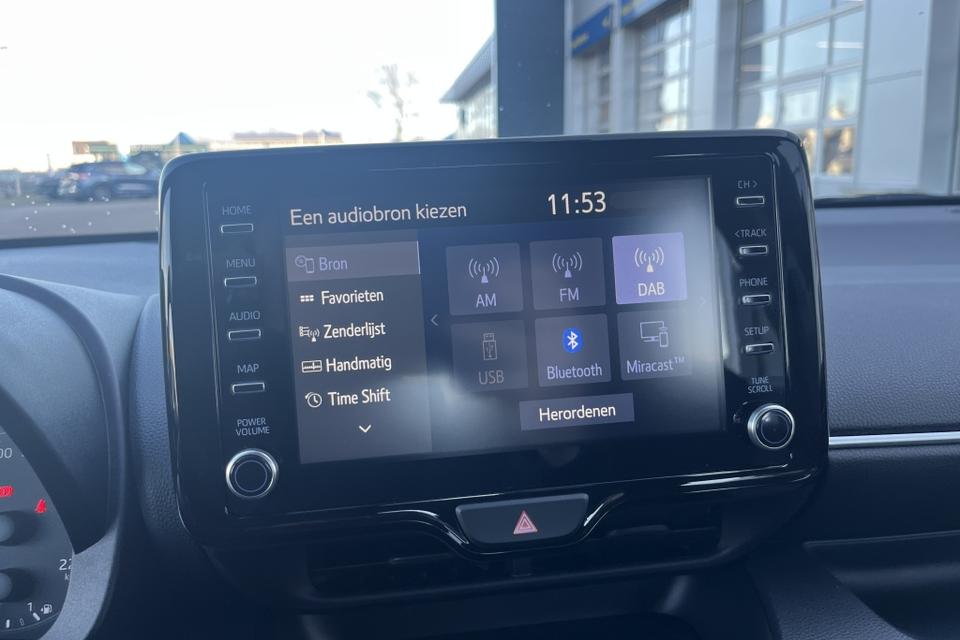 Een audiobron kiezen
11:53
HOME
MENU
AUDIO
MAP
POWER
VOLUME
Bron
Favorieten
Zenderlijst
Handmatig
Time Shift
AM
FM
DAB
USB
Bluetooth
Miracast™
Herordenen
CH >
< TRACK
PHONE
SETUP
TUNE
SCROLL
1